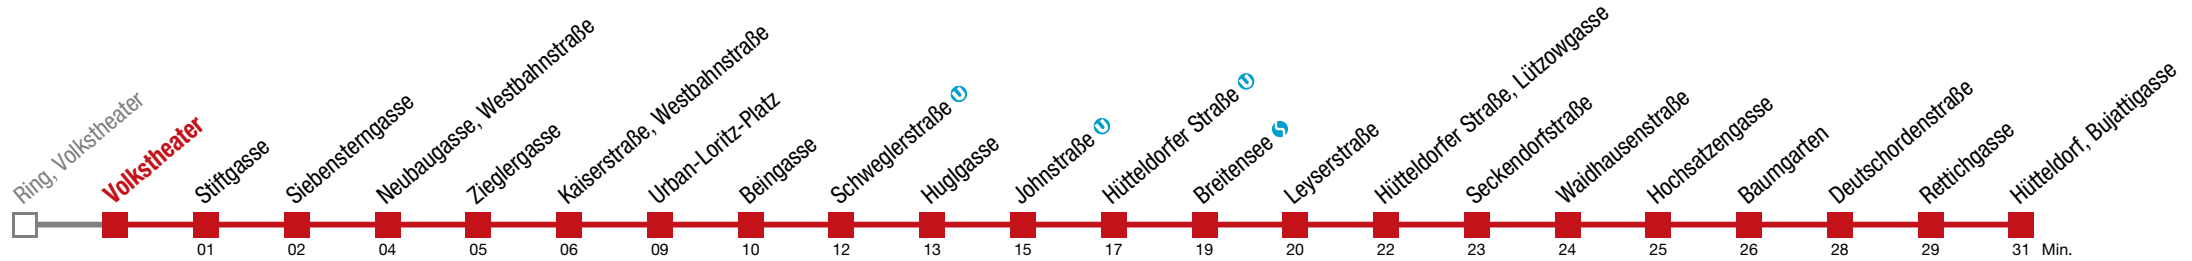 Ring, Volkstheater
Volkstheater
Stiftgasse
Siebensterngasse
Neubaugasse, Westbahnstraße
Zieglergasse
Kaiserstraße, Westbahnstraße
Urban-Loritz-Platz
Beingasse
Schweglerstraße U
Huglgasse
Johnstraße U
Hütteldorfer Straße U
Breitensee S
Leyserstraße
Hütteldorfer Straße, Lützowgasse
Seckendorfstraße
Waidhausenstraße
Hochsatzengasse
Baumgarten
Deutschordenstraße
Rettichgasse
Hütteldorf, Bujattigasse
01 02 04 05 06 09 10 12 13 15 17 19 20 22 23 24 25 26 28 29 31 Min.